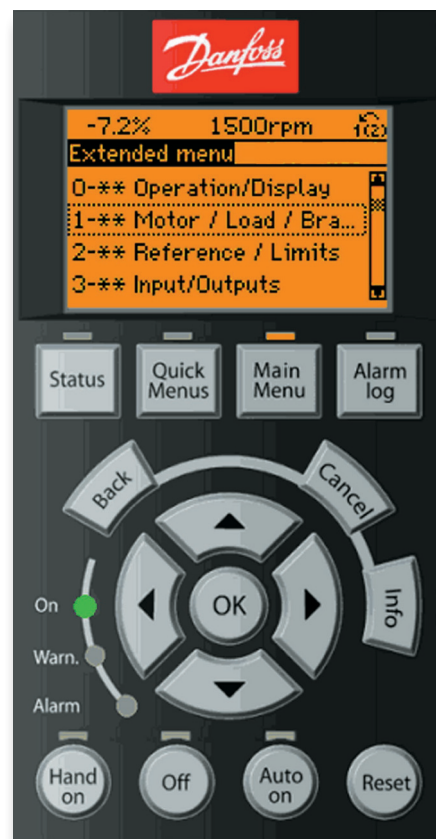 Danfoss
-7.2% 1500rpm 1(2)
Extended menu
0-** Operation/Display
1-** Motor / Load / Bra...
2-** Reference / Limits
3-** Input/Outputs
Status
Quick
Menus
Main
Menu
Alarm
log
Back
Cancel
Info
OK
On
Warn.
Alarm
Hand
on
Off
Auto
on
Reset